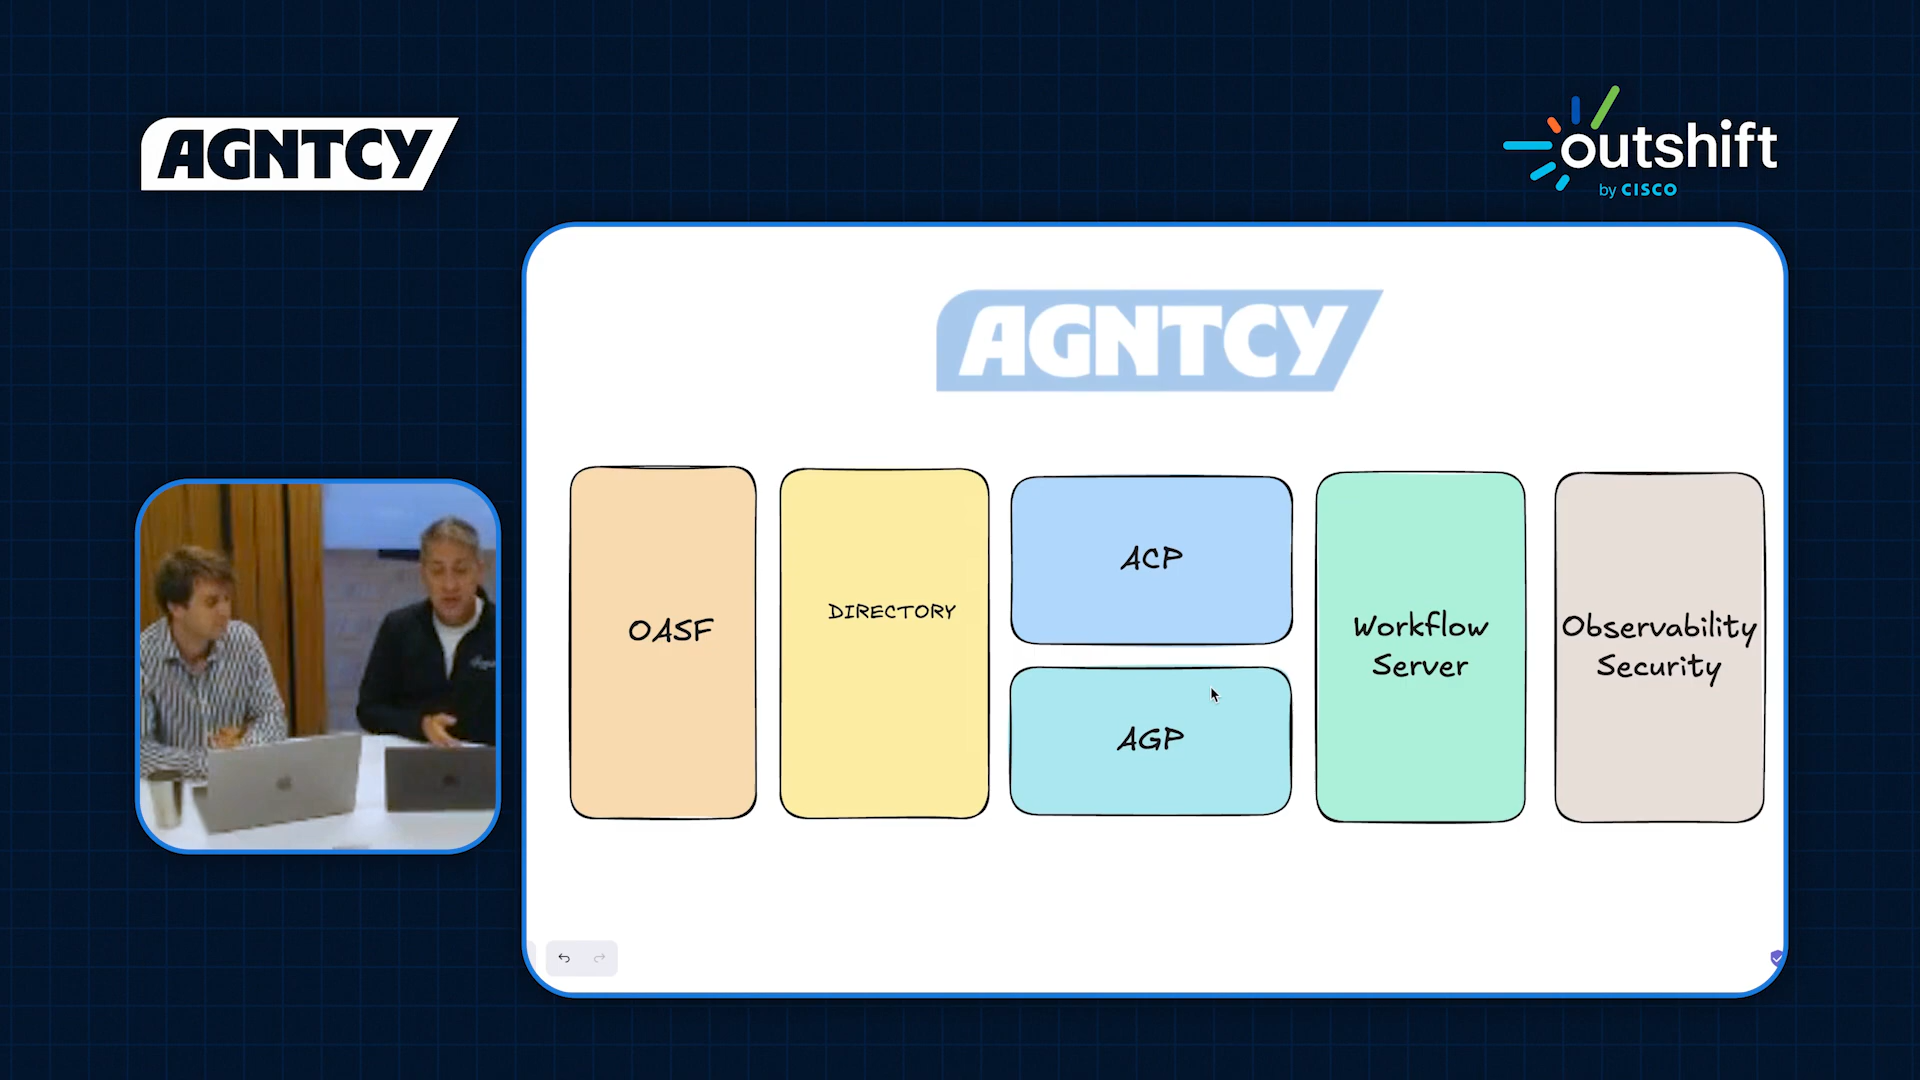 AGNTCY
outshift
by CISCO
AGNTCY
OASF
DIRECTORY
ACP
AGP
Workflow
Server
Observability
Security